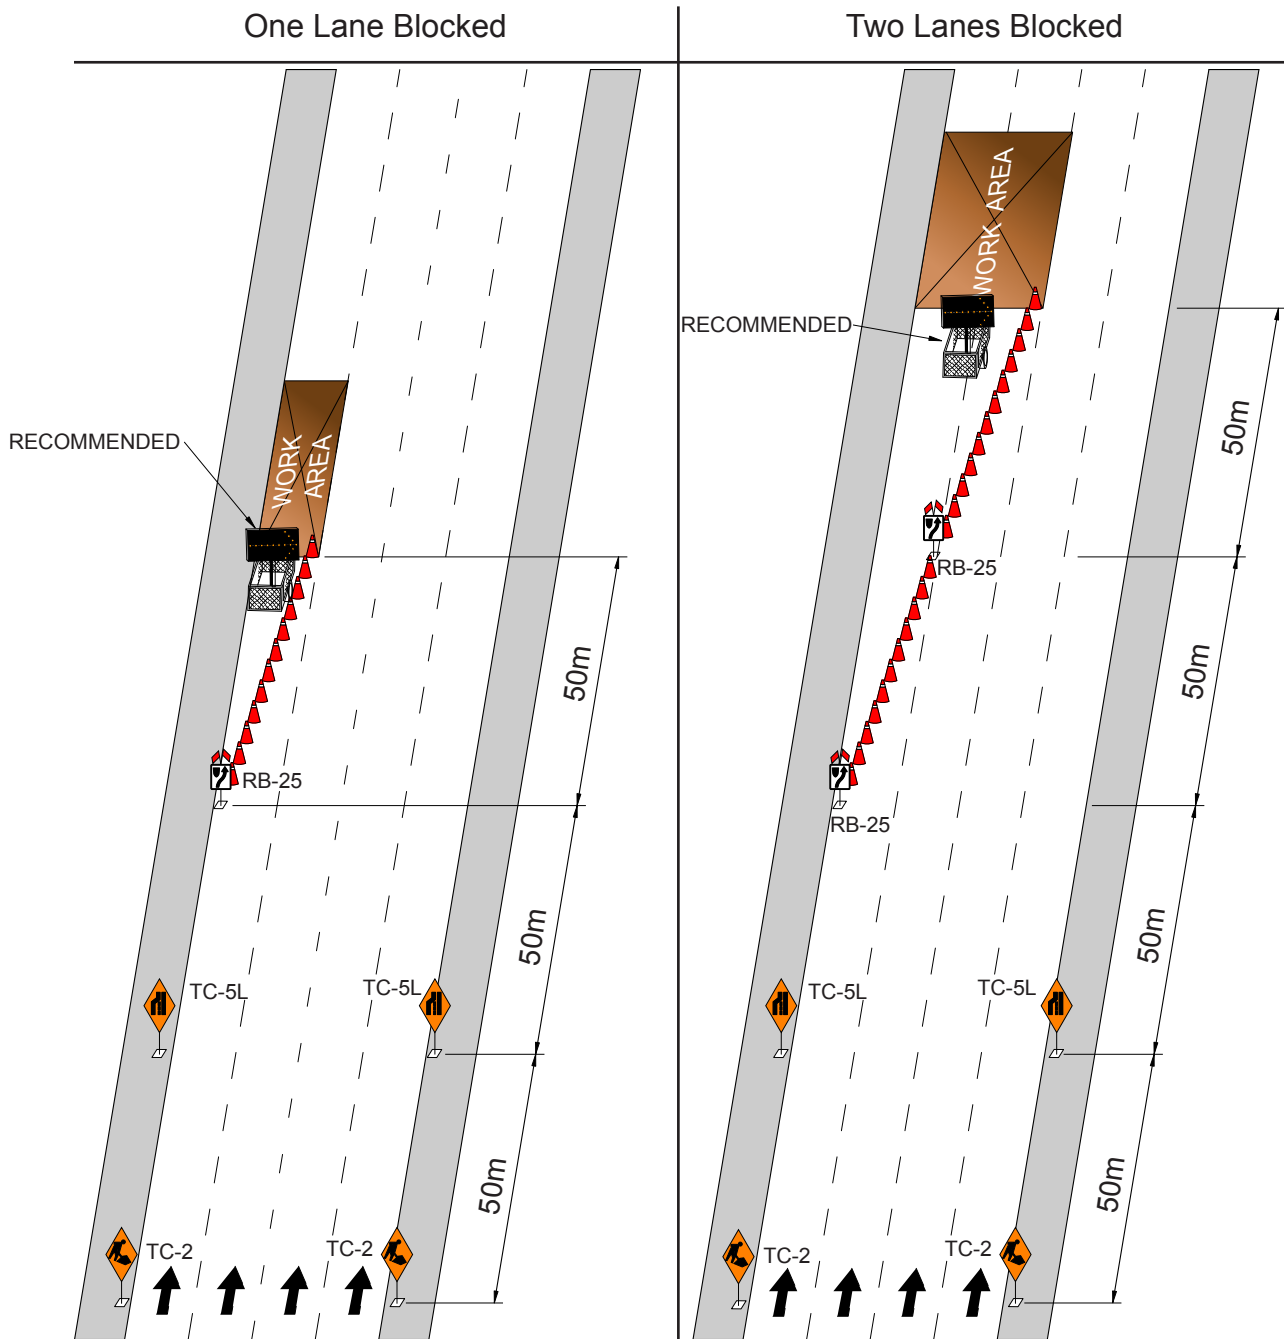 One Lane Blocked
RECOMMENDED
WORK
AREA
50m
RB-25
50m
TC-5L
TC-5L
50m
TC-2
TC-2
Two Lanes Blocked
WORK AREA
RECOMMENDED
50m
RB-25
50m
RB-25
50m
TC-5L
TC-5L
50m
TC-2
TC-2